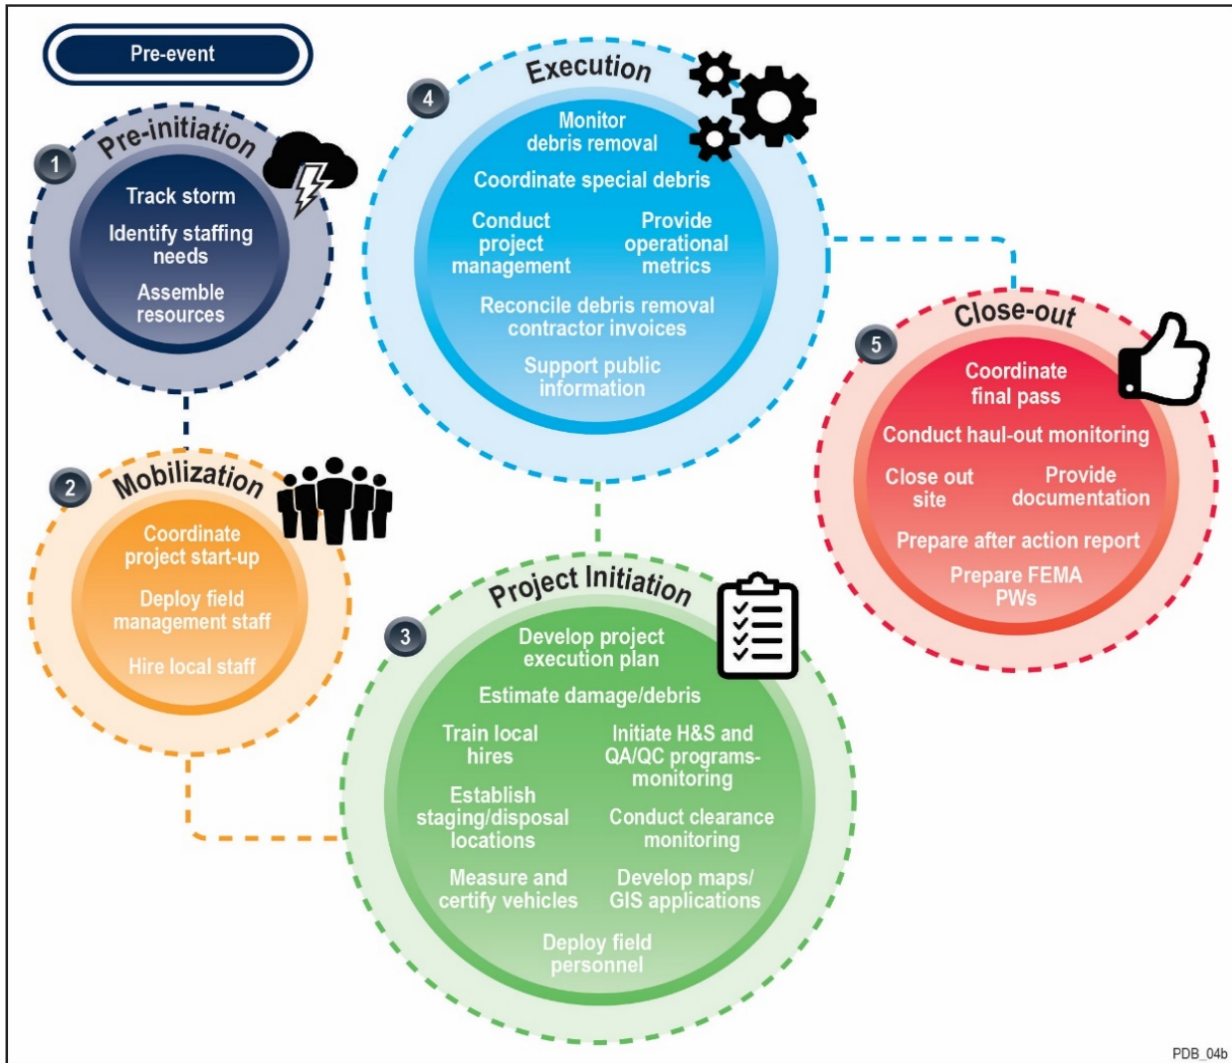 Pre-event
1
Pre-initiation
Track storm
Identify staffing
needs
Assemble
resources
2
Mobilization
Coordinate
project start-up
Deploy field
management staff
Hire local staff
3
Project Initiation
Develop project
execution plan
Estimate damage/debris
Train local
hires
Initiate H&S and
QA/QC programs-
monitoring
Establish
staging/disposal
locations
Conduct clearance
monitoring
Measure and
certify vehicles
Develop maps/
GIS applications
Deploy field
personnel
4
Execution
Monitor
debris removal
Coordinate special debris
Conduct
project
management
Provide
operational
metrics
Reconcile debris removal
contractor invoices
Support public
information
5
Close-out
Coordinate
final pass
Conduct haul-out monitoring
Close out
site
Provide
documentation
Prepare after action report
Prepare FEMA
PWs
PDB_04b